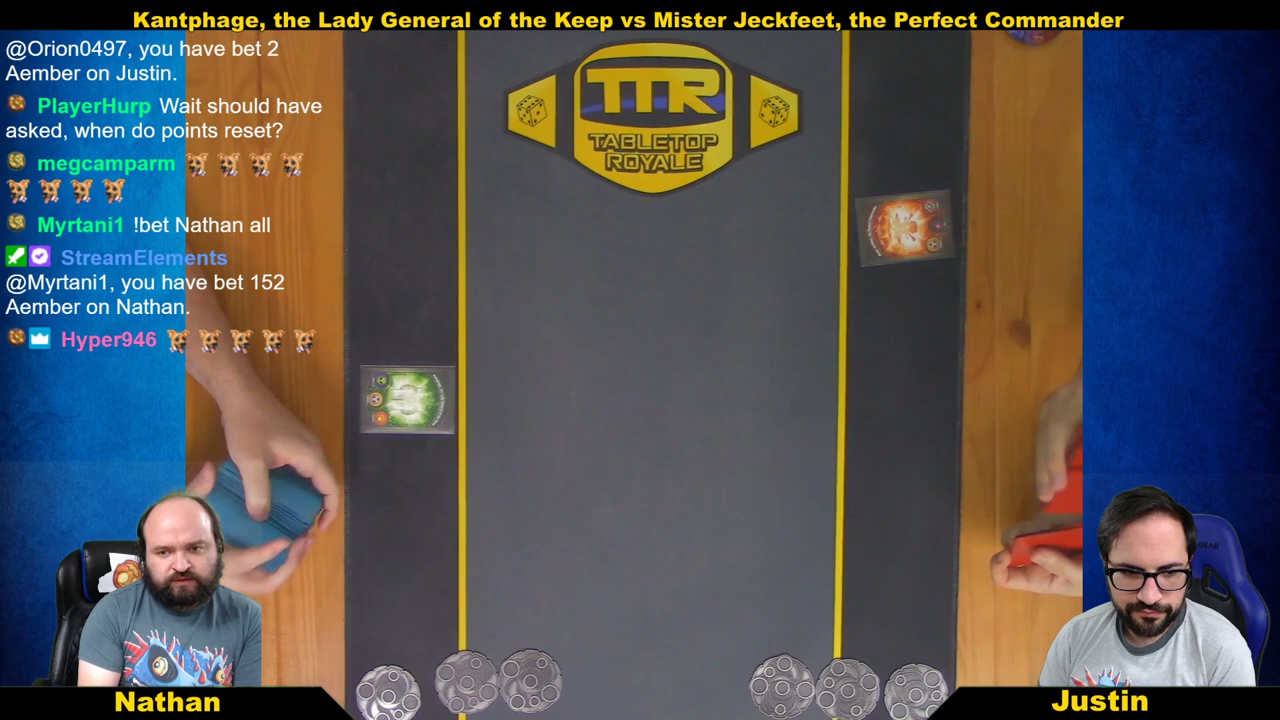 Kantphage, the Lady General of the Keep vs Mister Jeckfeet, the Perfect Commander
@Orion0497, you have bet 2
Aember on Justin.
PlayerHurp Wait should have
asked, when do points reset?
megcamparm
Myrtani1 !bet Nathan all
StreamElements
@Myrtani1, you have bet 152
Aember on Nathan.
Hyper946
TTR
TABLETOP
ROYALE
Nathan
Justin